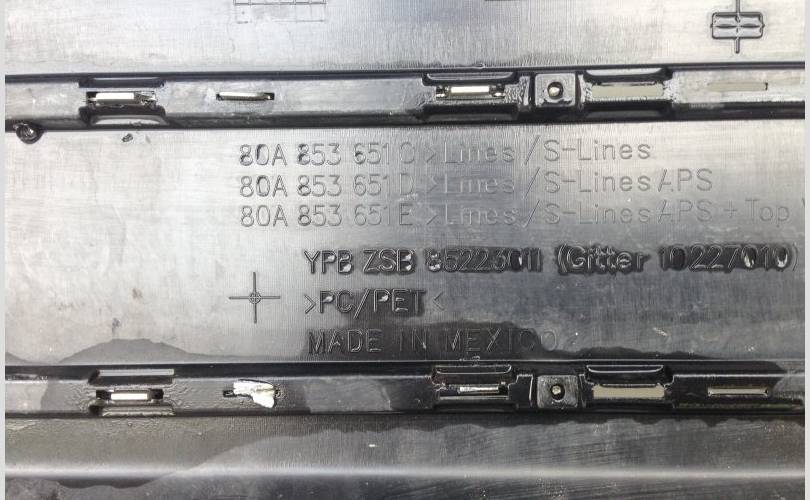 80A 853 651 C >Lines/S-Lines
80A 853 651 D >Lines/S-Lines APS
80A 853 651 E >Lines/S-Lines APS + Top
YPB ZSB 85223011 (Gitter 10227010)
>PC/PET<
MADE IN MEXICO